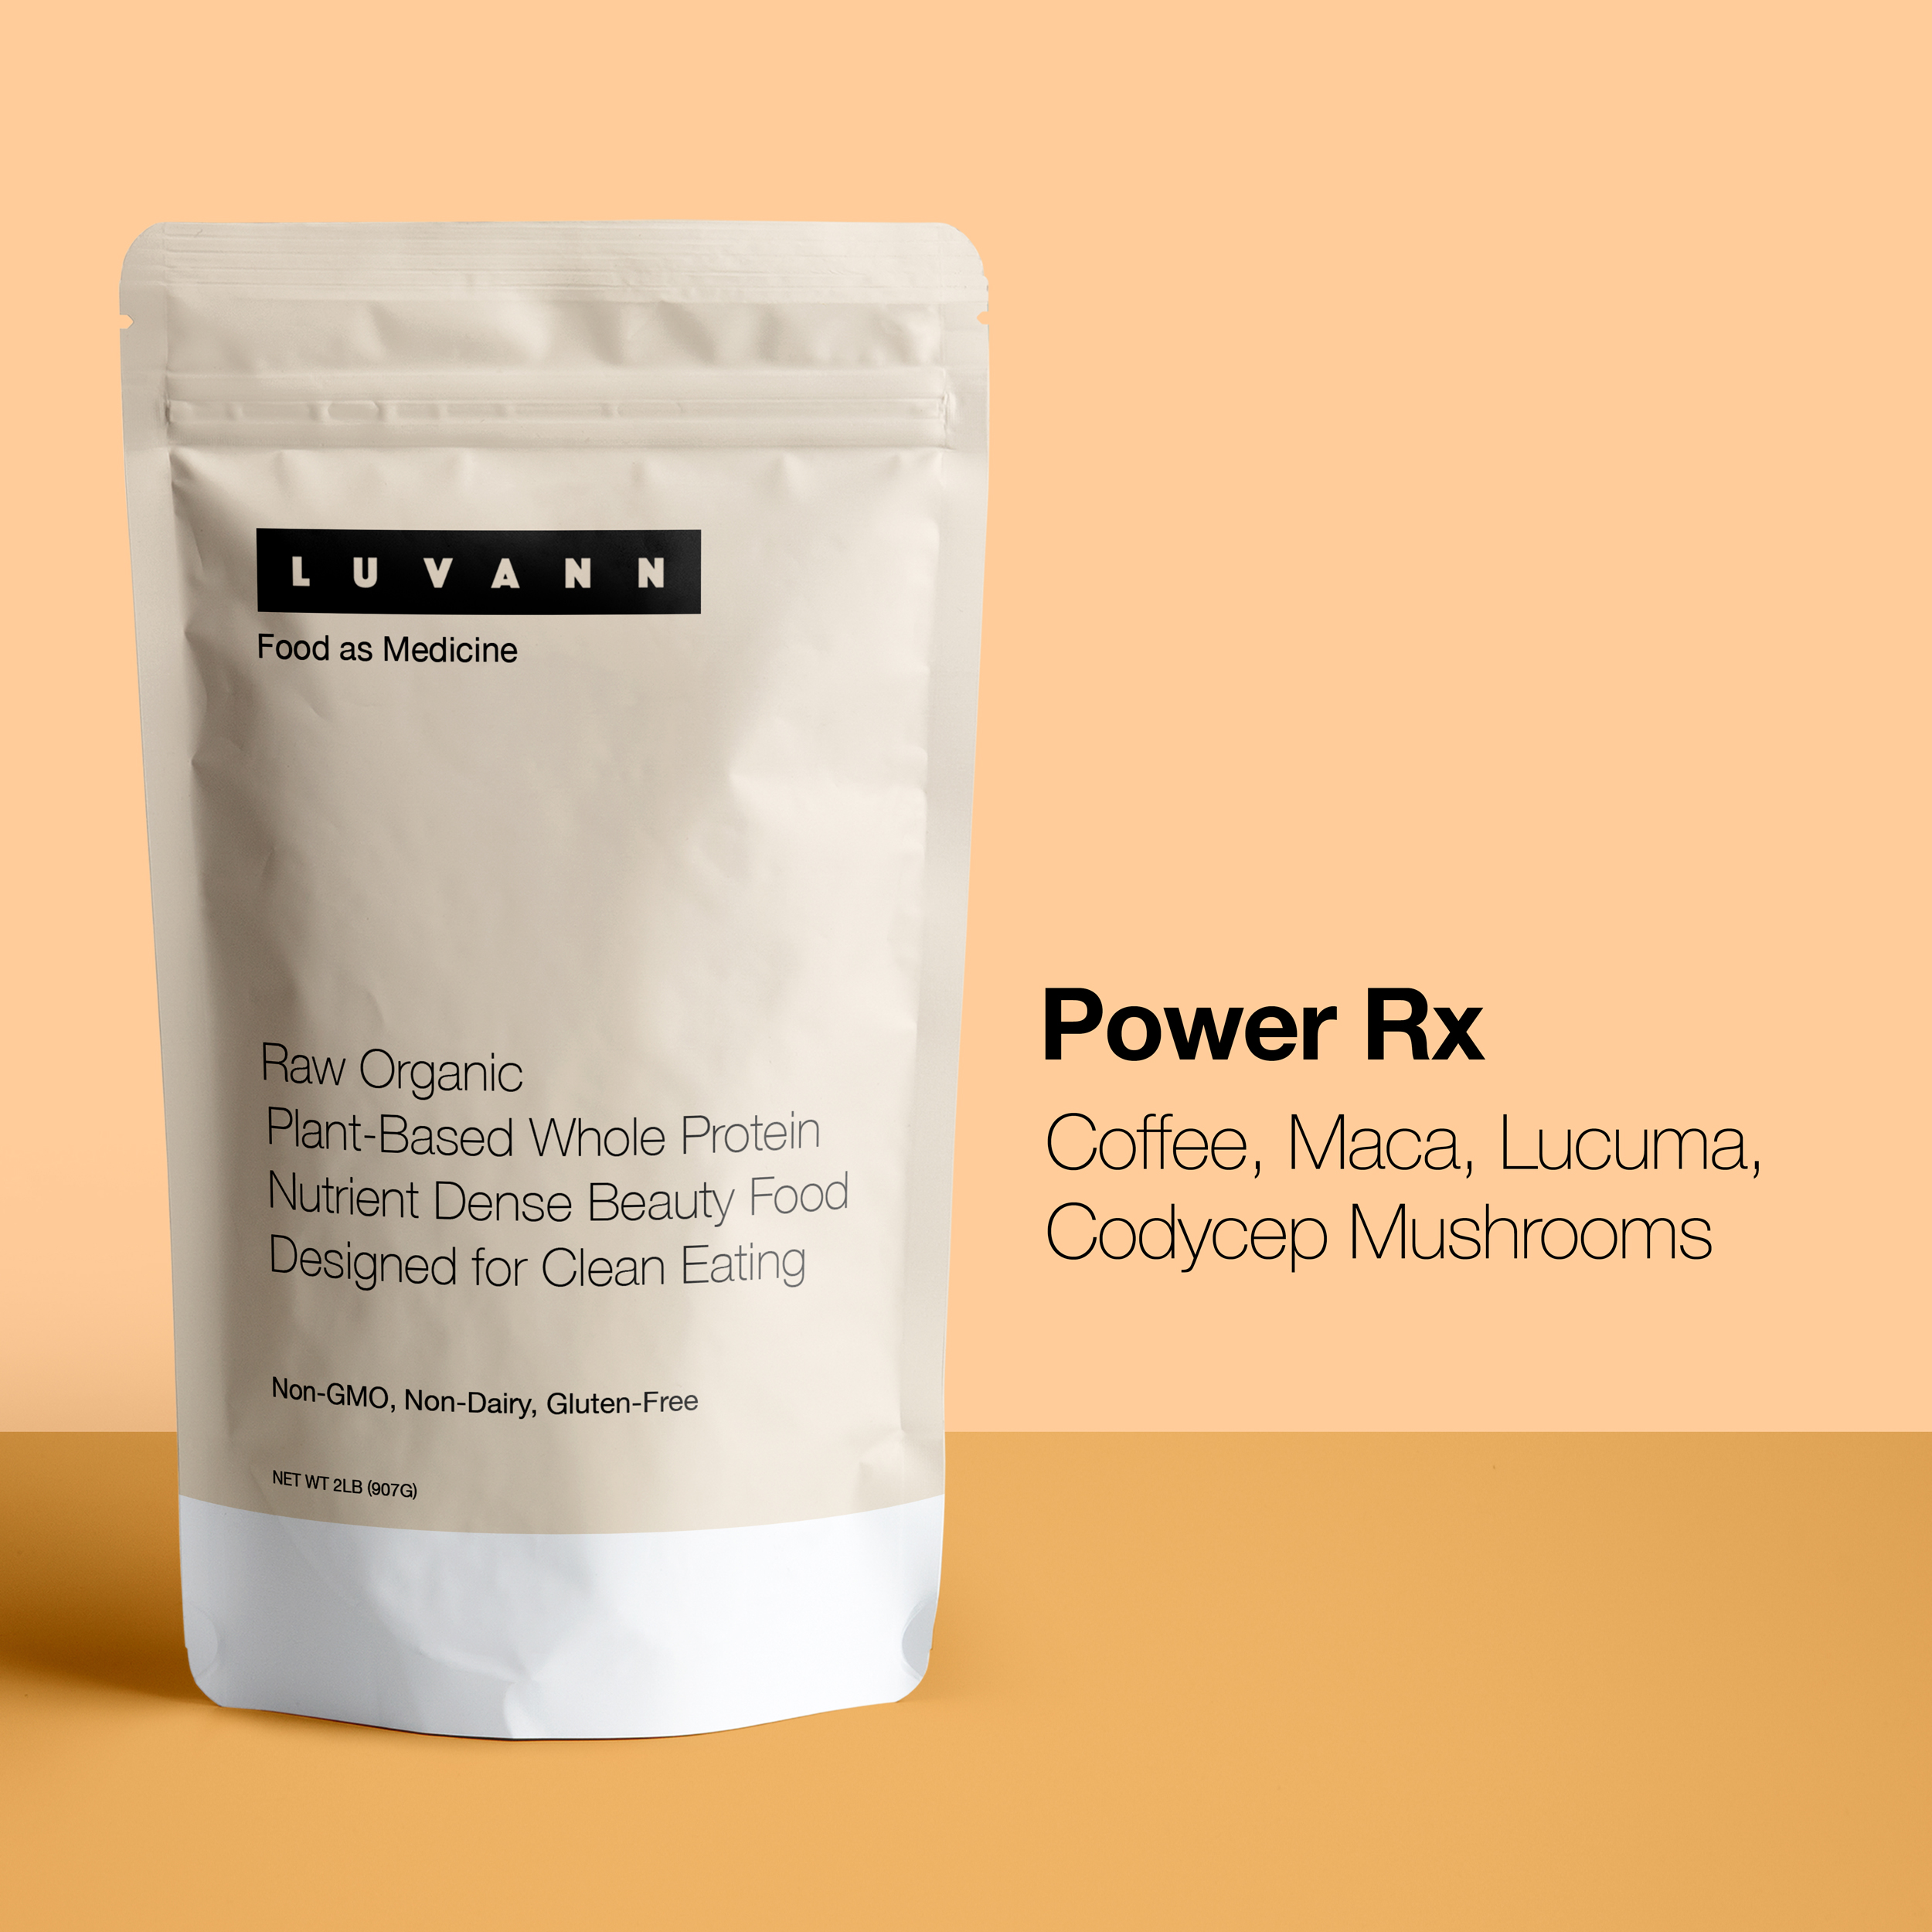 LUVANN
Food as Medicine
Raw Organic
Plant-Based Whole Protein
Nutrient Dense Beauty Food
Designed for Clean Eating
Non-GMO, Non-Dairy, Gluten-Free
NET WT 2LB (907G)
Power Rx
Coffee, Maca, Lucuma,
Codycep Mushrooms